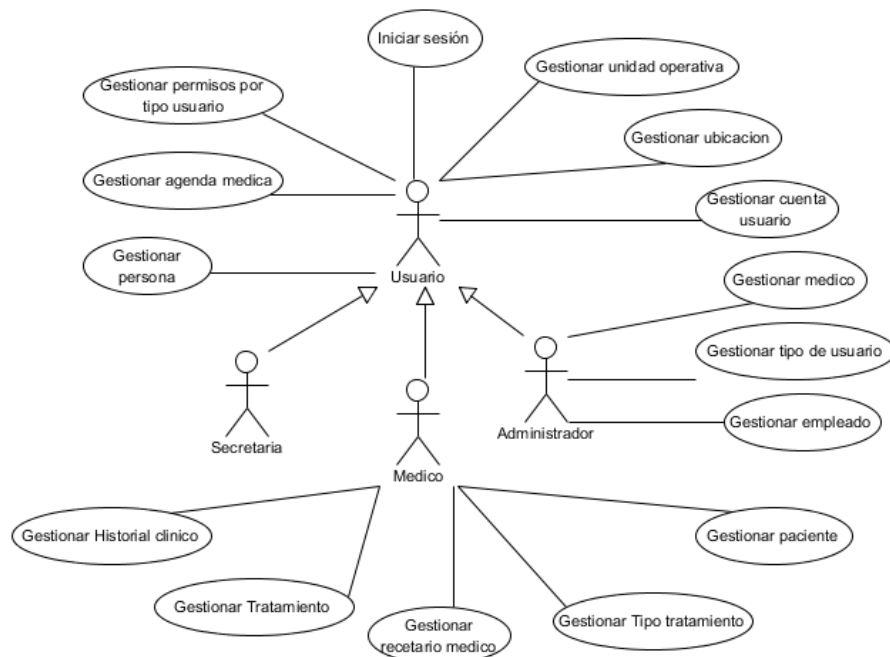 Iniciar sesión
Gestionar unidad operativa
Gestionar permisos por
tipo usuario
Gestionar ubicacion
Gestionar agenda medica
Gestionar cuenta
usuario
Gestionar
persona
Usuario
Gestionar medico
Gestionar tipo de usuario
Gestionar empleado
Secretaria
Administrador
Medico
Gestionar Historial clinico
Gestionar paciente
Gestionar Tratamiento
Gestionar
recetario medico
Gestionar Tipo tratamiento